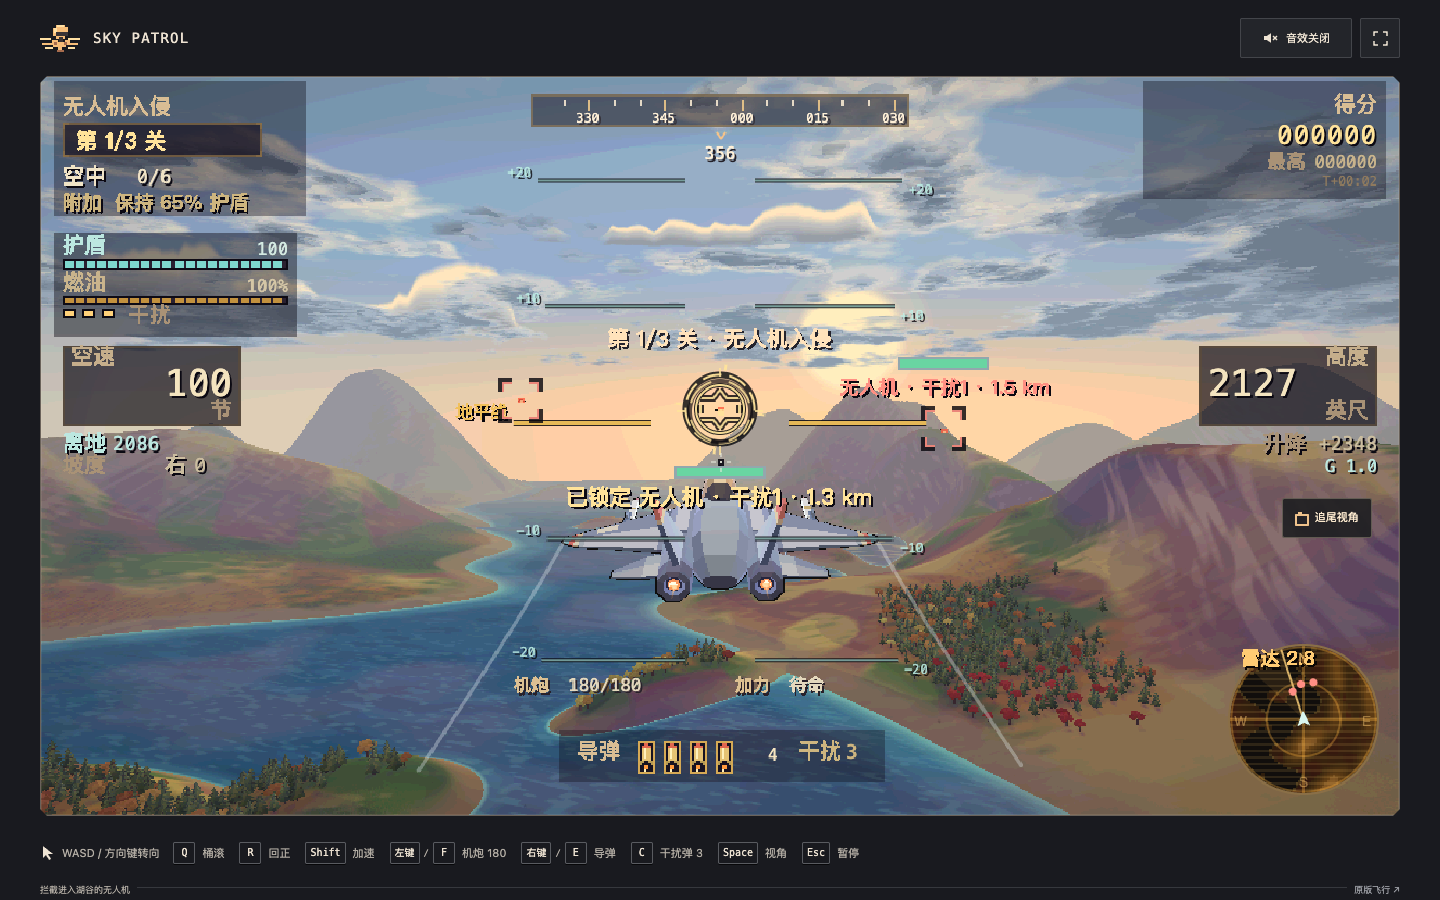 SKY PATROL
音效关闭
无人机入侵
第 1/3 关
空中 0/6
附加 保持 65% 护盾
护盾 100
燃油 100%
干扰
空速
100
节
离地 2086
坡度 右 0
330 345 000 015 030
356
得分
000000
最高 000000
T+00:02
+20 +20
+10 +10
第 1/3 关 · 无人机入侵
无人机 · 干扰1 · 1.5 km
地平线
已锁定 无人机 · 干扰1 · 1.3 km
-10 -10
-20 -20
高度
2127
英尺
升降 +2348
G 1.0
追尾视角
机炮 180/180 加力 待命
导弹 4 干扰 3
雷达 2.8
W E
S
WASD / 方向键转向 Q 桶滚 R 回正 Shift 加速 左键 / F 机炮 180 右键 / E 导弹 C 干扰弹 3 Space 视角 Esc 暂停
拦截进入湖谷的无人机
原版飞行 ↗